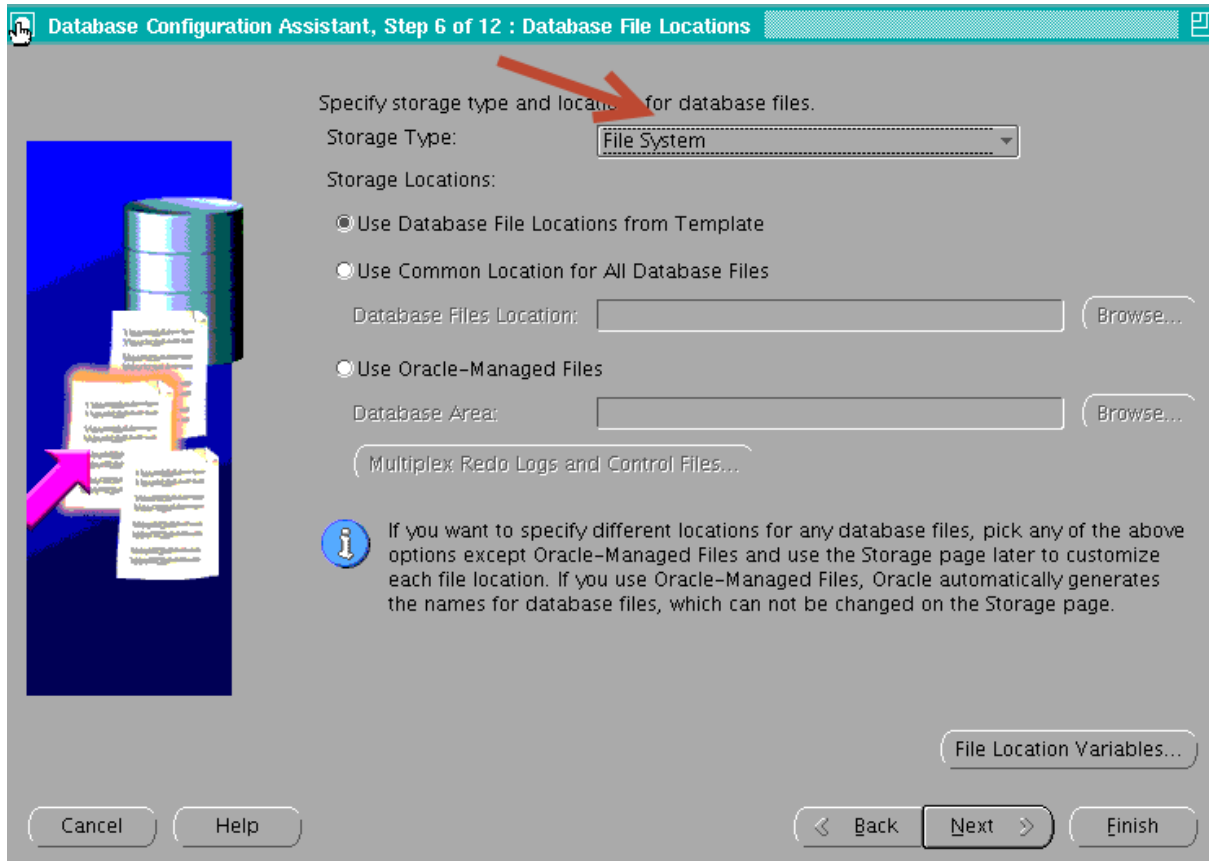 Database Configuration Assistant, Step 6 of 12 : Database File Locations
Specify storage type and locations for database files.
Storage Type:
File System
Storage Locations:
Use Database File Locations from Template
Use Common Location for All Database Files
Database Files Location:
Browse...
Use Oracle-Managed Files
Database Area:
Browse...
Multiplex Redo Logs and Control Files...
If you want to specify different locations for any database files, pick any of the above
options except Oracle-Managed Files and use the Storage page later to customize
each file location. If you use Oracle-Managed Files, Oracle automatically generates
the names for database files, which can not be changed on the Storage page.
File Location Variables...
Cancel
Help
Back
Next
Finish